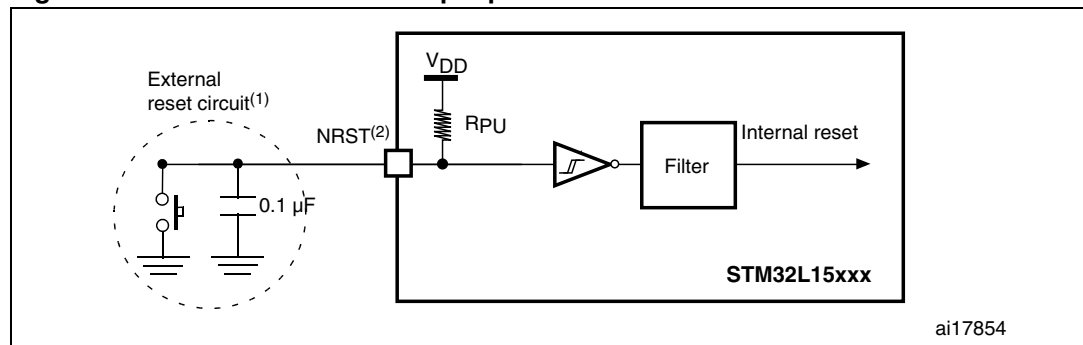 External
reset circuit(1)
NRST(2)
VDD
RPU
0.1 µF
Filter
Internal reset
STM32L15xxx
ai17854